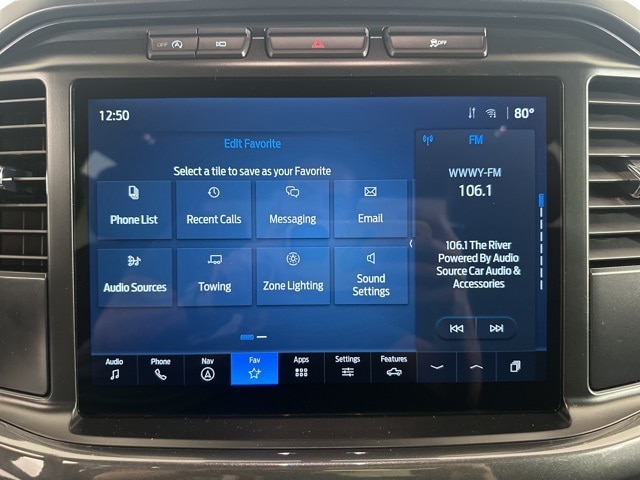 OFF
OFF
12:50
80°
Edit Favorite
Select a tile to save as your Favorite
Phone List
Recent Calls
Messaging
Email
Audio Sources
Towing
Zone Lighting
Sound
Settings
FM
WWWY-FM
106.1
106.1 The River
Powered By Audio
Source Car Audio &
Accessories
Audio
Phone
Nav
Fav
Apps
Settings
Features